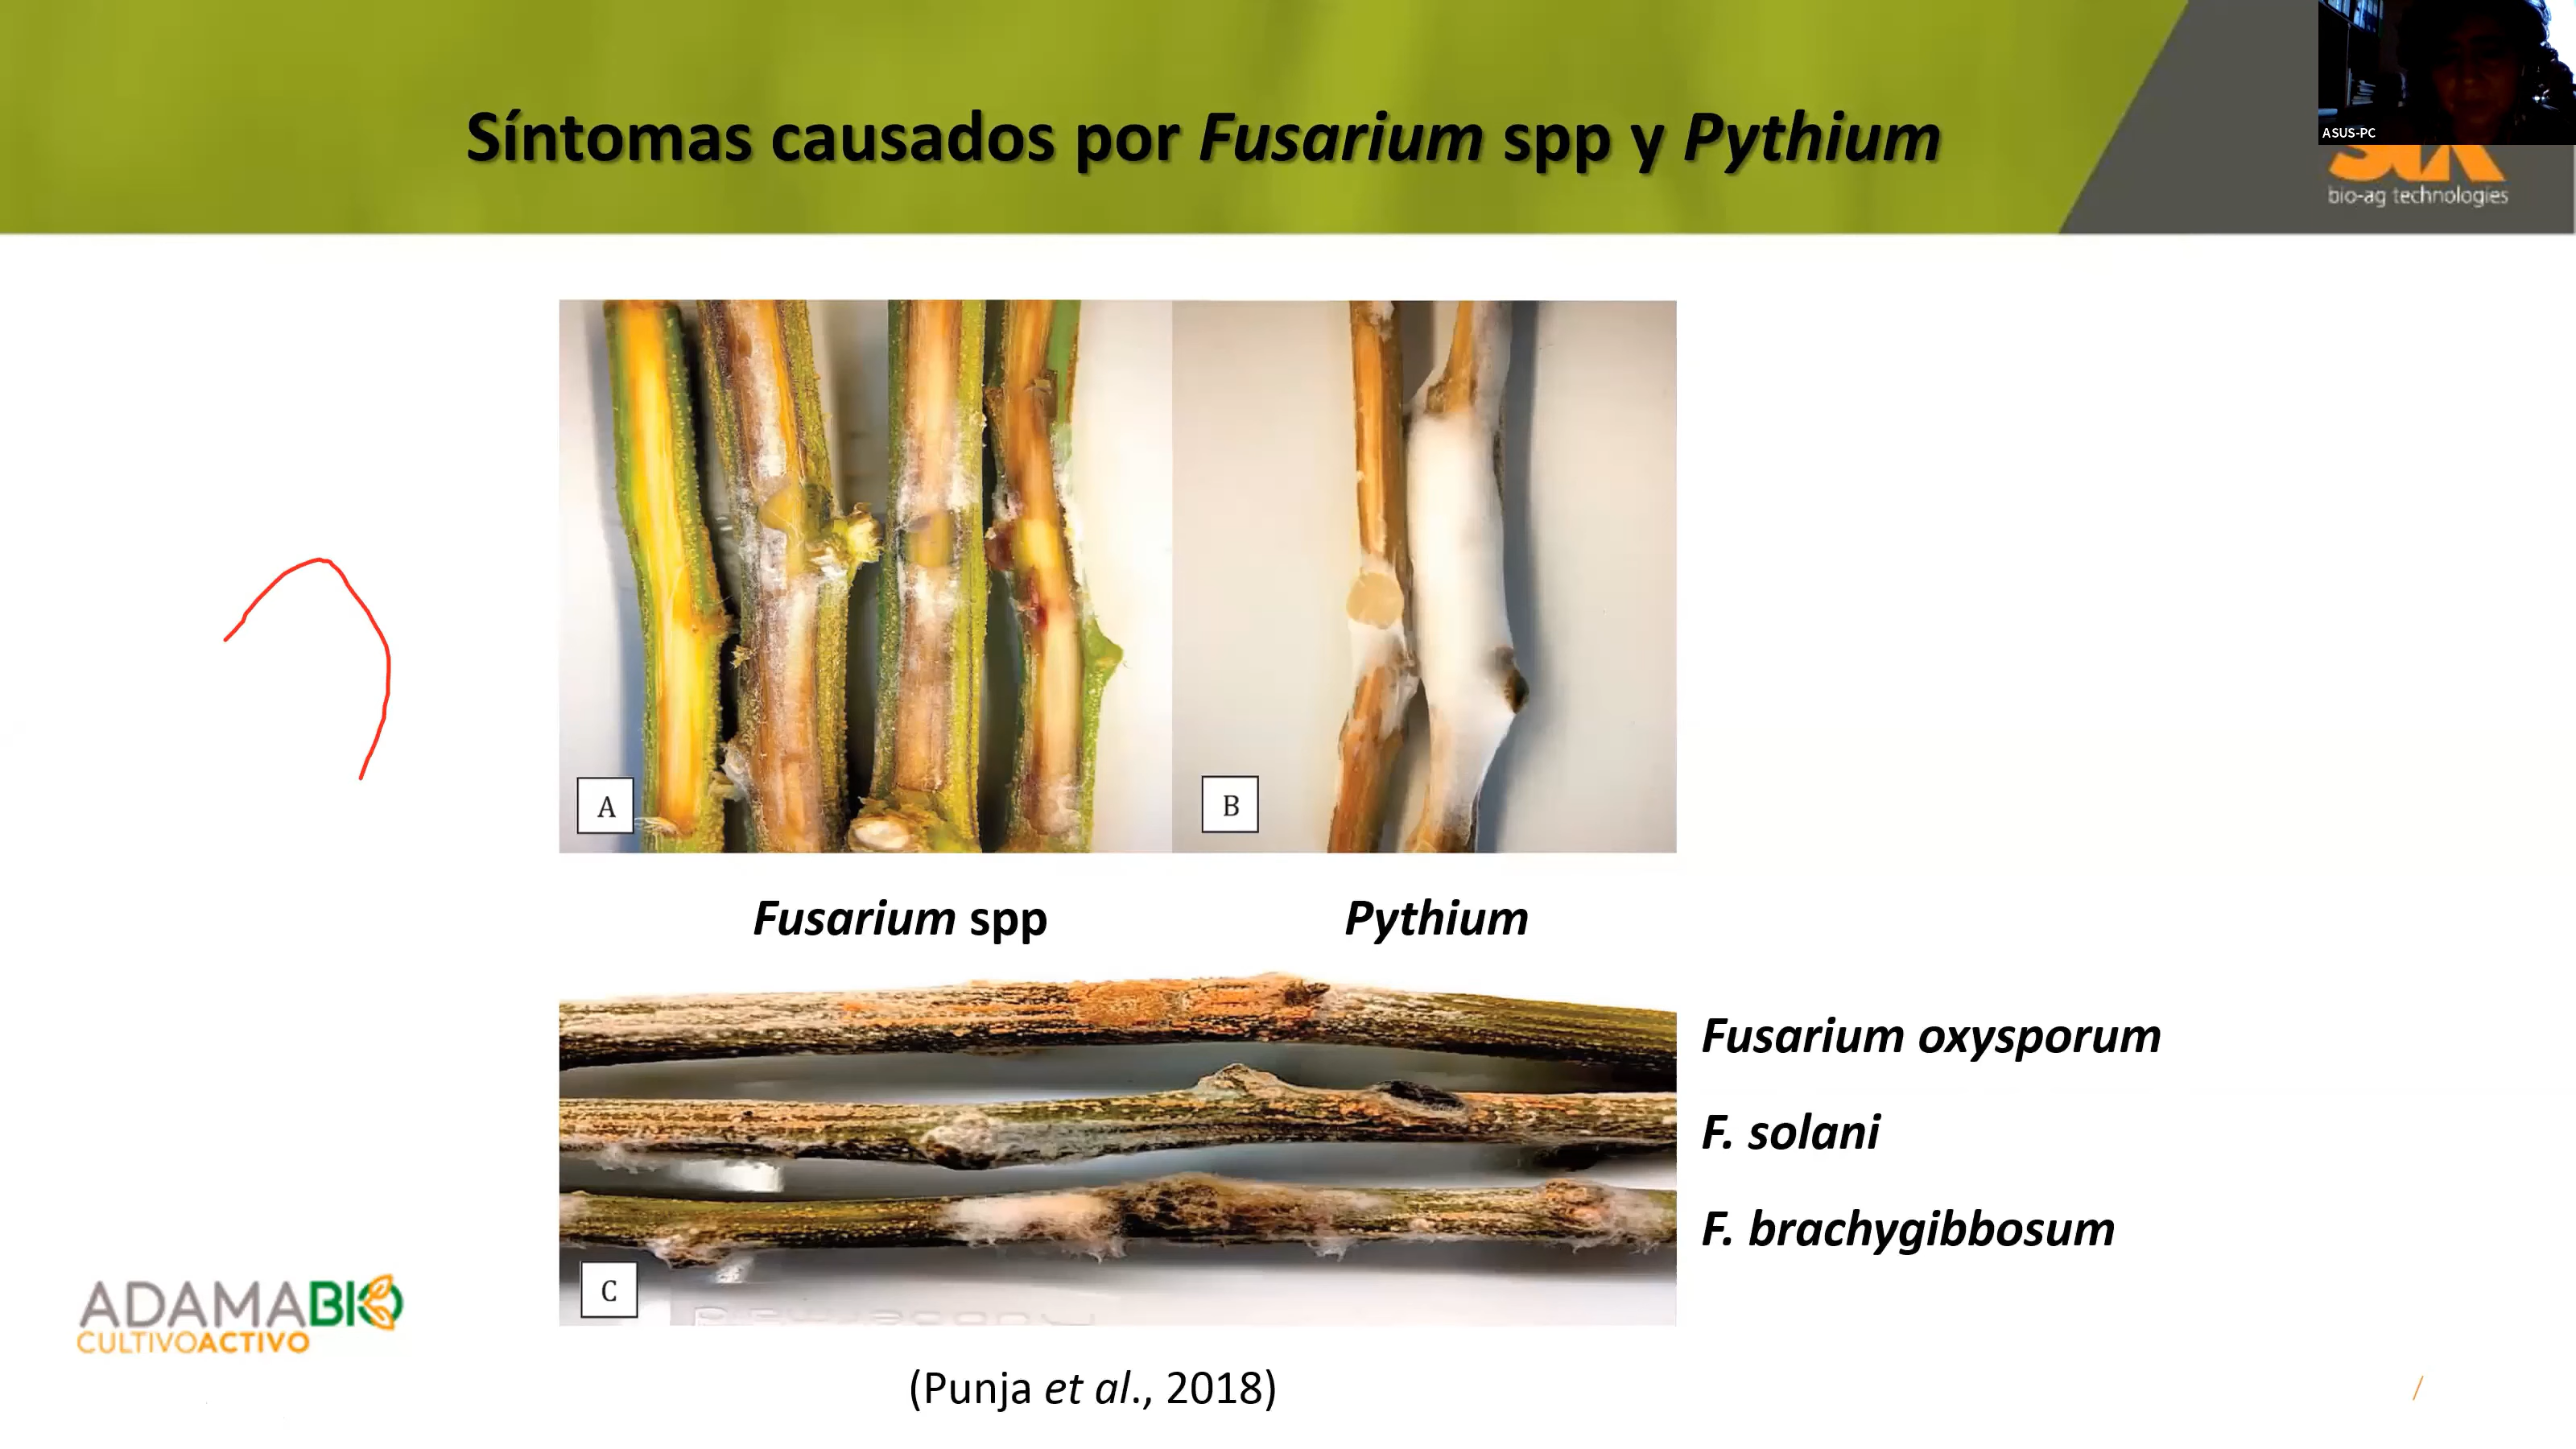 Síntomas causados por Fusarium spp y Pythium
ASUS-PC
bio-ag technologies
A
B
Fusarium spp
Pythium
Fusarium oxysporum
F. solani
F. brachygibbosum
C
ADAMABIO
CULTIVOACTIVO
(Punja et al., 2018)
/